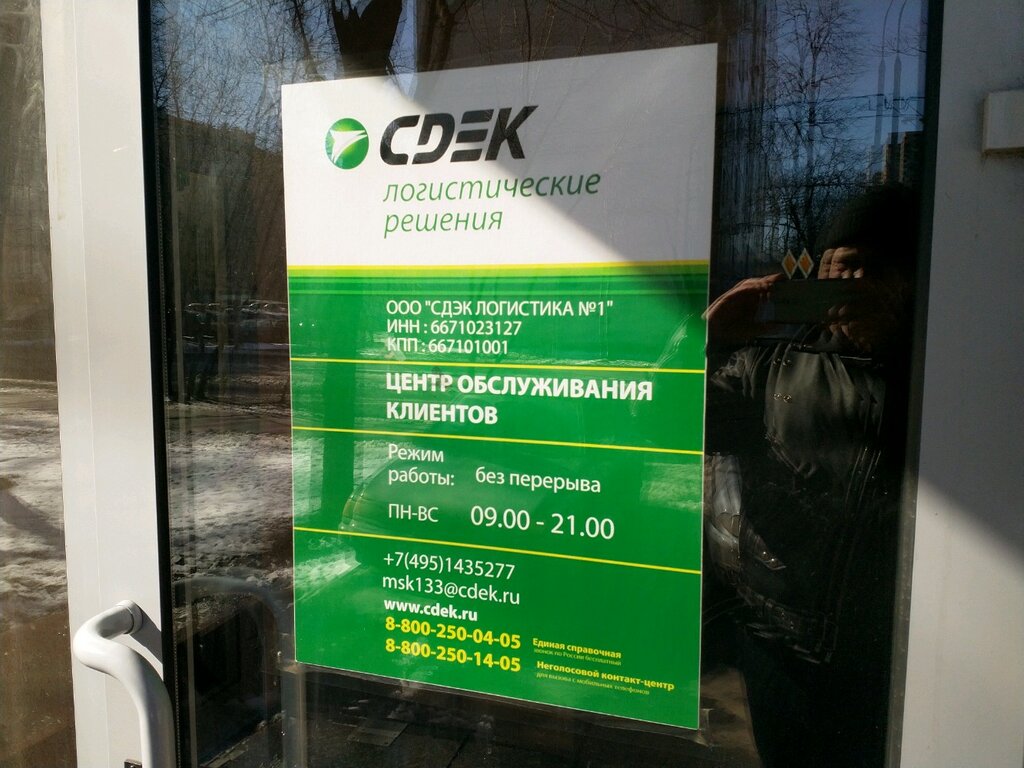 CDEK
логистические
решения
ООО "СДЭК ЛОГИСТИКА №1"
ИНН : 6671023127
КПП : 667101001
ЦЕНТР ОБСЛУЖИВАНИЯ
КЛИЕНТОВ
Режим
работы: без перерыва
ПН-ВС 09.00 - 21.00
+7(495)1435277
msk133@cdek.ru
www.cdek.ru
8-800-250-04-05 Единая справочная
звонок по России бесплатный
8-800-250-14-05 Неголосовой контакт-центр
для вызова с мобильных телефонов